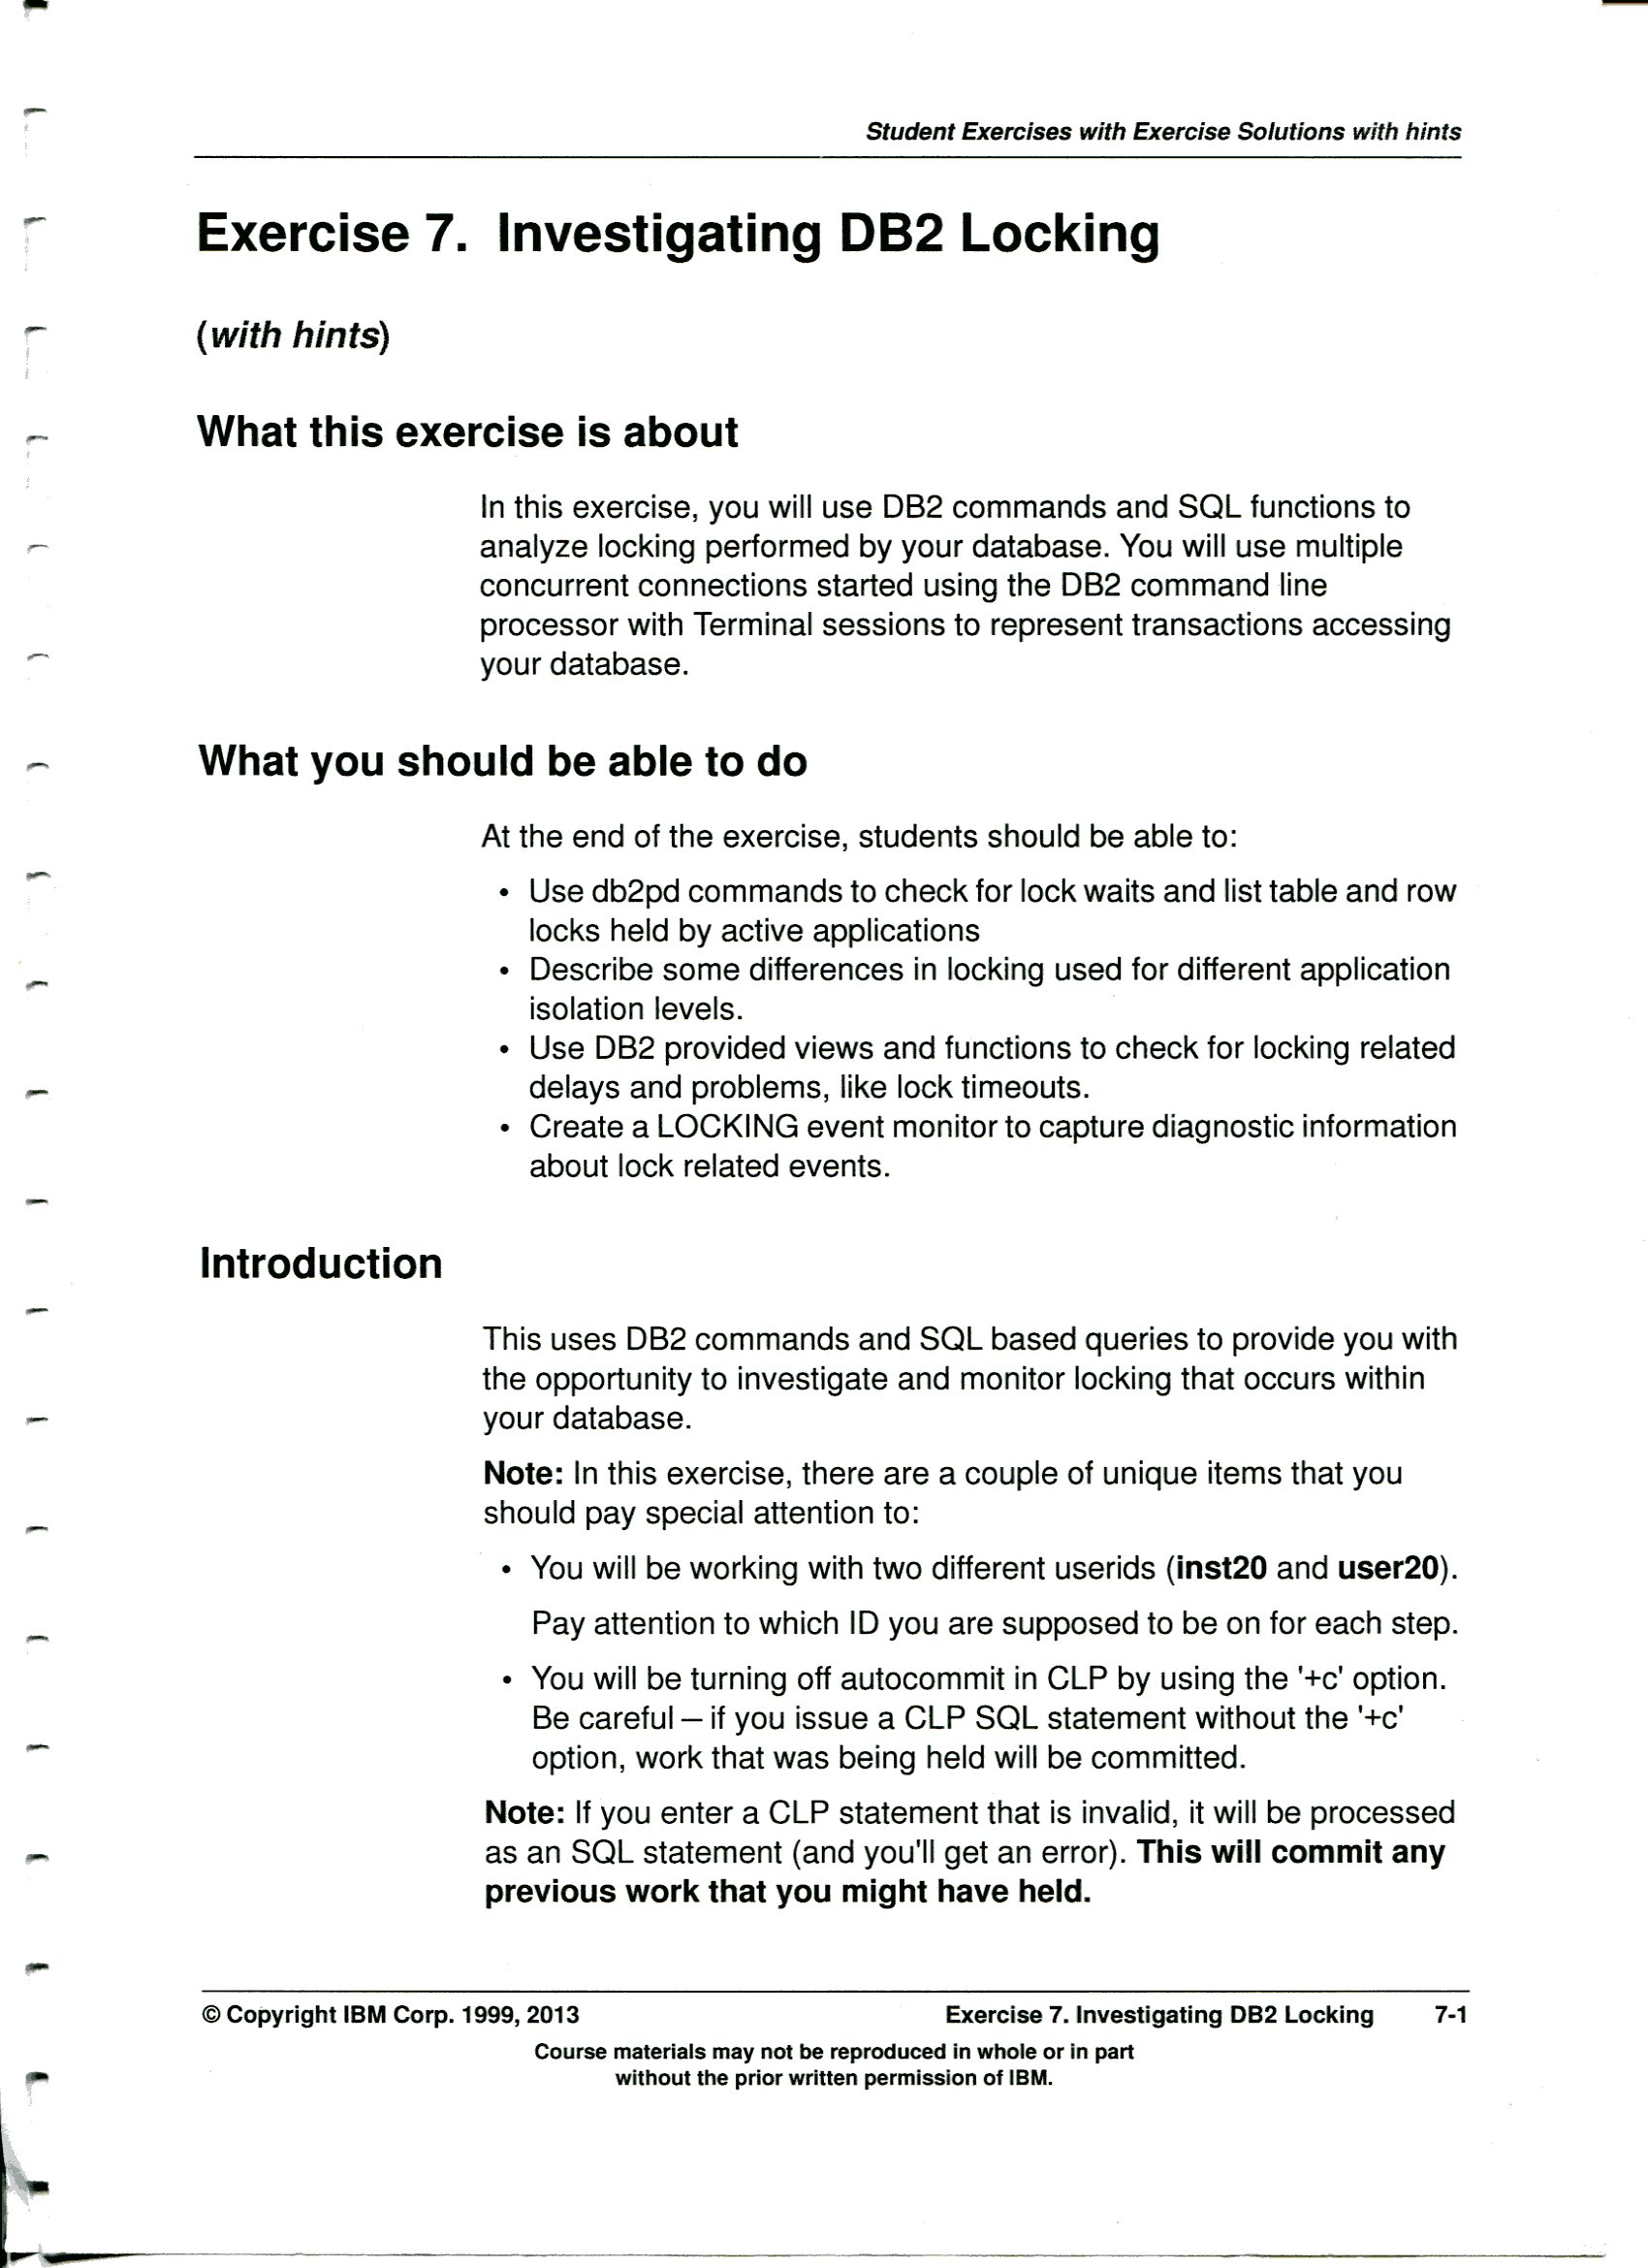 Student Exercises with Exercise Solutions with hints
Exercise 7.  Investigating DB2 Locking
(with hints)
What this exercise is about
In this exercise, you will use DB2 commands and SQL functions to
analyze locking performed by your database. You will use multiple
concurrent connections started using the DB2 command line
processor with Terminal sessions to represent transactions accessing
your database.
What you should be able to do
At the end of the exercise, students should be able to:
• Use db2pd commands to check for lock waits and list table and row
locks held by active applications
• Describe some differences in locking used for different application
isolation levels.
• Use DB2 provided views and functions to check for locking related
delays and problems, like lock timeouts.
• Create a LOCKING event monitor to capture diagnostic information
about lock related events.
Introduction
This uses DB2 commands and SQL based queries to provide you with
the opportunity to investigate and monitor locking that occurs within
your database.
Note: In this exercise, there are a couple of unique items that you
should pay special attention to:
• You will be working with two different userids (inst20 and user20).
Pay attention to which ID you are supposed to be on for each step.
• You will be turning off autocommit in CLP by using the '+c' option.
Be careful – if you issue a CLP SQL statement without the '+c'
option, work that was being held will be committed.
Note: If you enter a CLP statement that is invalid, it will be processed
as an SQL statement (and you'll get an error). This will commit any
previous work that you might have held.
© Copyright IBM Corp. 1999, 2013
Exercise 7. Investigating DB2 Locking 7-1
Course materials may not be reproduced in whole or in part
without the prior written permission of IBM.